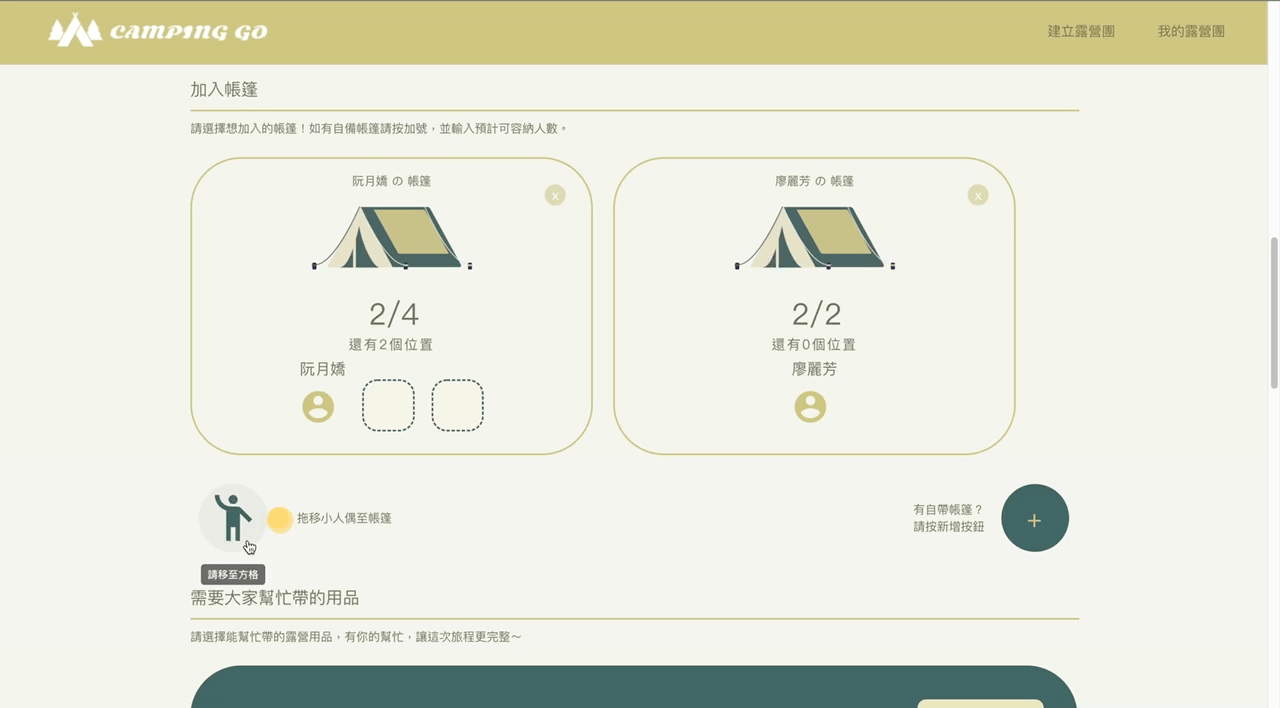 CAMPING GO
建立露營團
我的露營團
加入帳篷
請選擇想加入的帳篷！如有自備帳篷請按加號，並輸入預計可容納人數。
阮月嬌 の 帳篷
x
2/4
還有2個位置
阮月嬌
廖麗芳 の 帳篷
x
2/2
還有0個位置
廖麗芳
拖移小人偶至帳篷
請移至方格
有自帶帳篷？
請按新增按鈕
+
需要大家幫忙帶的用品
請選擇能幫忙帶的露營用品，有你的幫忙，讓這次旅程更完整～